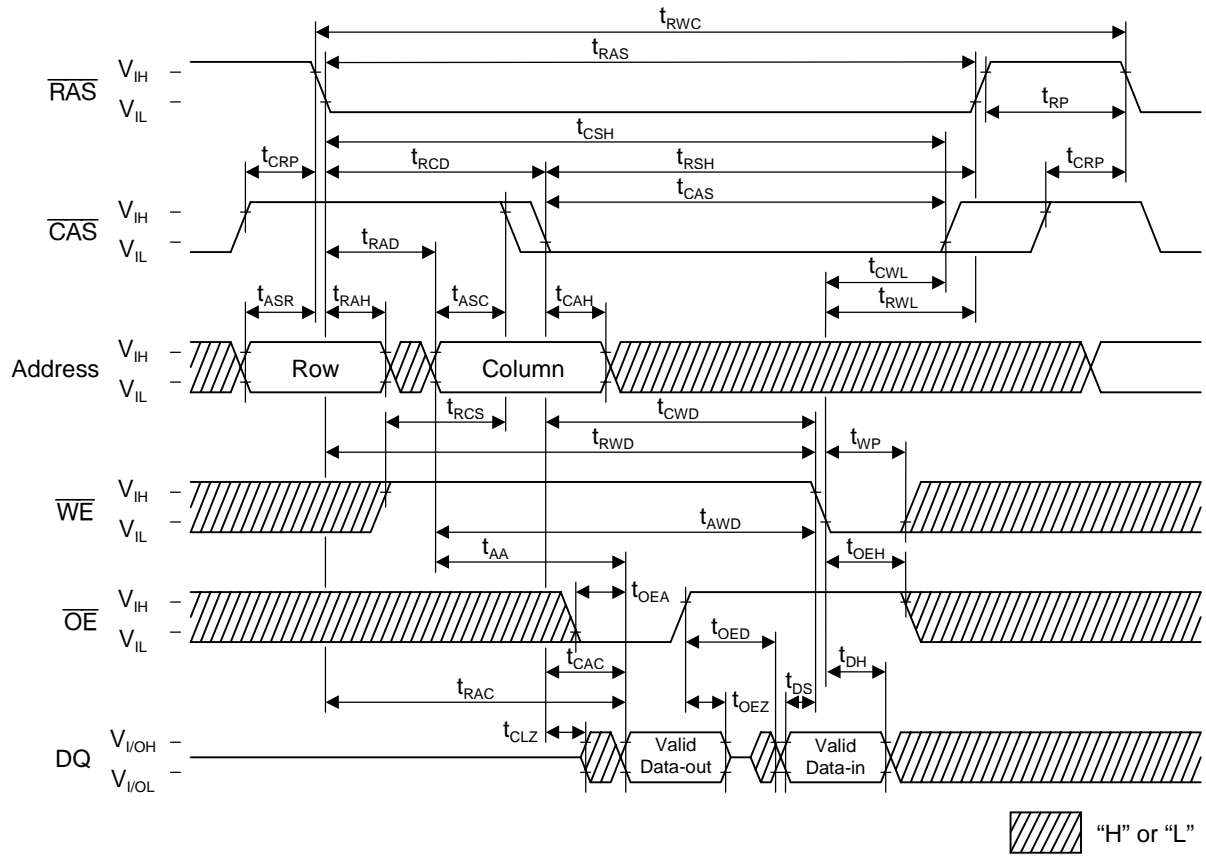 tRWC
tRAS
RAS
VIH
VIL
tRP
tCSH
tCRP
tRCD
tRSH
tCRP
tCAS
CAS
VIH
VIL
tRAD
tCWL
tRWL
tASR
tRAH
tASC
tCAH
Address
VIH
VIL
Row
Column
tRCS
tCWD
tRWD
tWP
WE
VIH
VIL
tAWD
tAA
tOEH
OE
VIH
VIL
tOEA
tOED
tCAC
tDH
tRAC
tOEZ
tDS
tCLZ
DQ
VI/OH
VI/OL
Valid
Data-out
Valid
Data-in
“H” or “L”